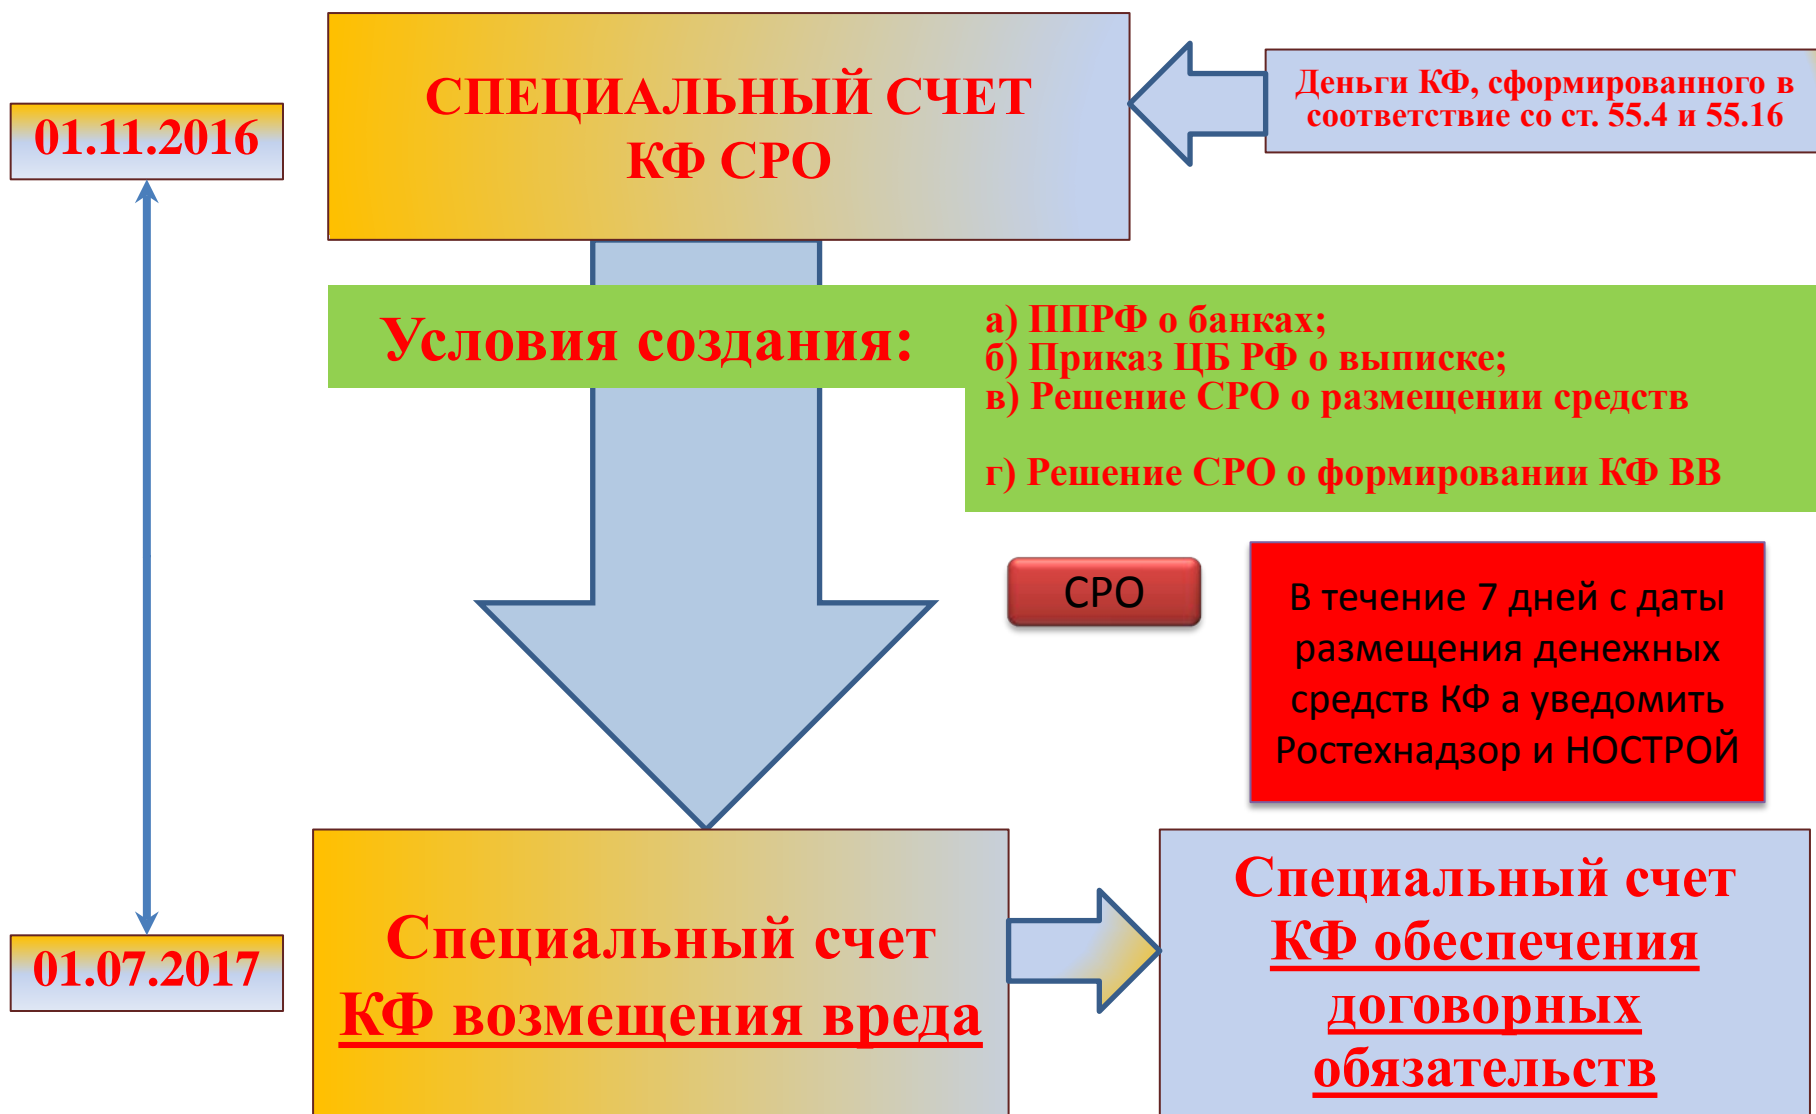 СПЕЦИАЛЬНЫЙ СЧЕТ
КФ СРО
Деньги КФ, сформированного в
соответствие со ст. 55.4 и 55.16
01.11.2016
Условия создания:
а) ППРФ о банках;
б) Приказ ЦБ РФ о выписке;
в) Решение СРО о размещении средств
г) Решение СРО о формировании КФ ВВ
СРО
В течение 7 дней с даты
размещения денежных
средств КФ а уведомить
Ростехнадзор и НОСТРОЙ
01.07.2017
Специальный счет
КФ возмещения вреда
Специальный счет
КФ обеспечения
договорных
обязательств